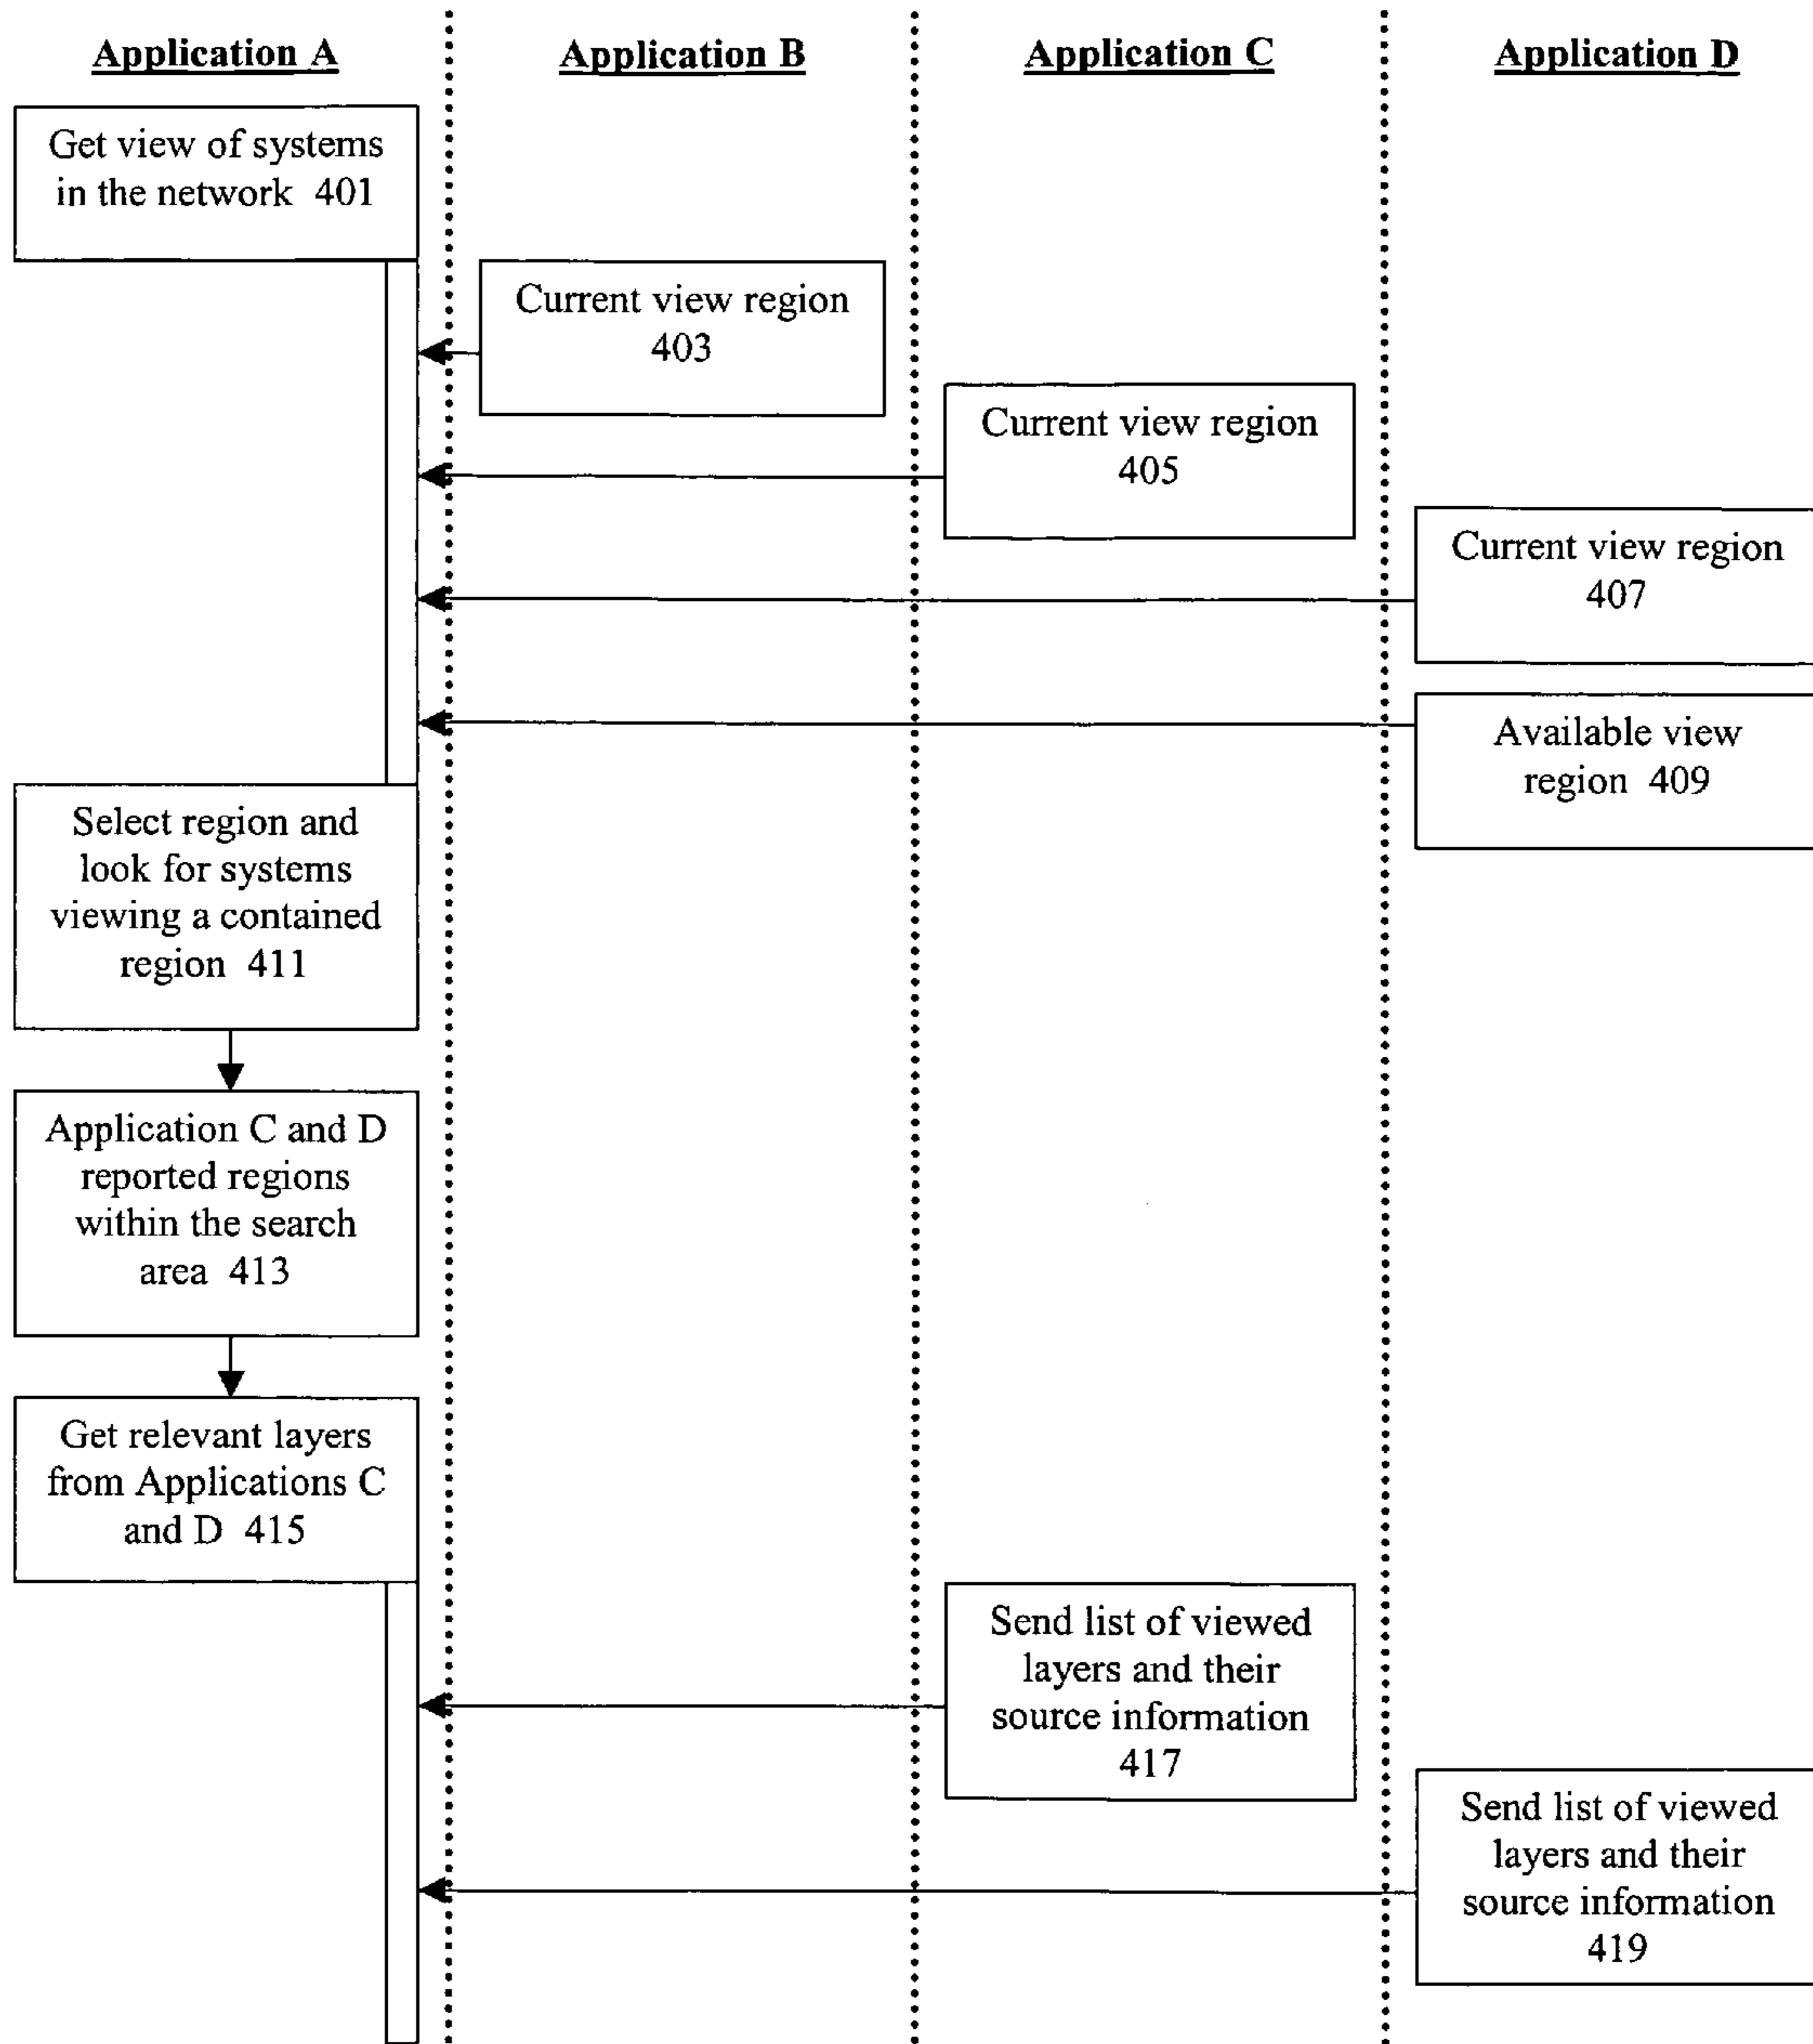 Application A
Application B
Application C
Application D
Get view of systems
in the network 401
Current view region
403
Current view region
405
Current view region
407
Available view
region 409
Select region and
look for systems
viewing a contained
region 411
Application C and D
reported regions
within the search
area 413
Get relevant layers
from Applications C
and D 415
Send list of viewed
layers and their
source information
417
Send list of viewed
layers and their
source information
419